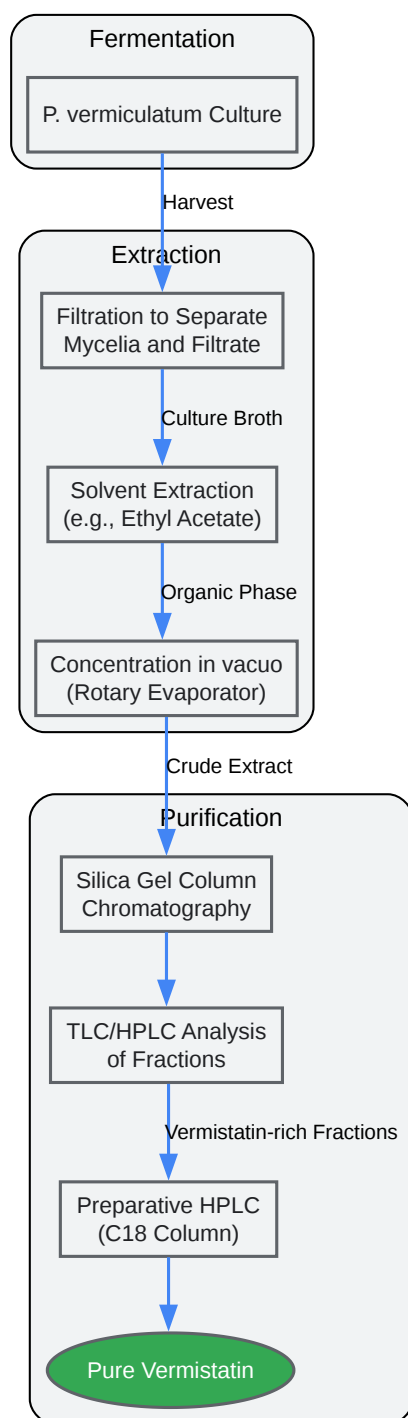 Fermentation
P. vermiculatum Culture
Harvest
Extraction
Filtration to Separate
Mycelia and Filtrate
Culture Broth
Solvent Extraction
(e.g., Ethyl Acetate)
Organic Phase
Concentration in vacuo
(Rotary Evaporator)
Crude Extract
Purification
Silica Gel Column
Chromatography
TLC/HPLC Analysis
of Fractions
Vermistatin-rich Fractions
Preparative HPLC
(C18 Column)
Pure Vermistatin